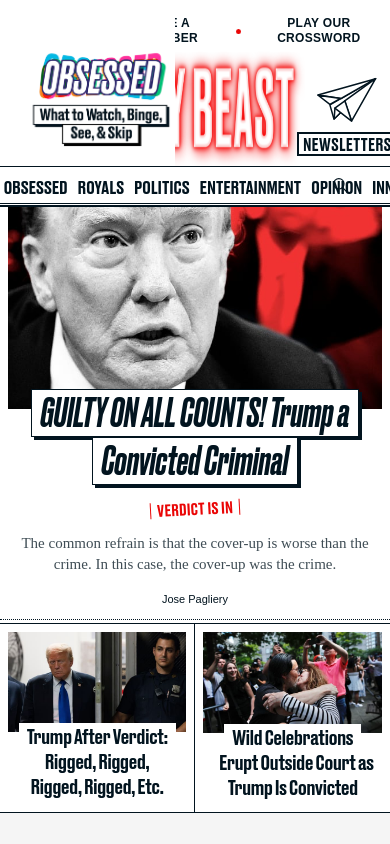 E A
BER
PLAY OUR
CROSSWORD
OBSESSED
What to Watch, Binge,
See, & Skip
Y BEAST
NEWSLETTERS
OBSESSED ROYALS POLITICS ENTERTAINMENT OPINION INN
GUILTY ON ALL COUNTS! Trump a
Convicted Criminal
VERDICT IS IN
The common refrain is that the cover-up is worse than the
crime. In this case, the cover-up was the crime.
Jose Pagliery
Trump After Verdict:
Rigged, Rigged,
Rigged, Rigged, Etc.
Wild Celebrations
Erupt Outside Court as
Trump Is Convicted